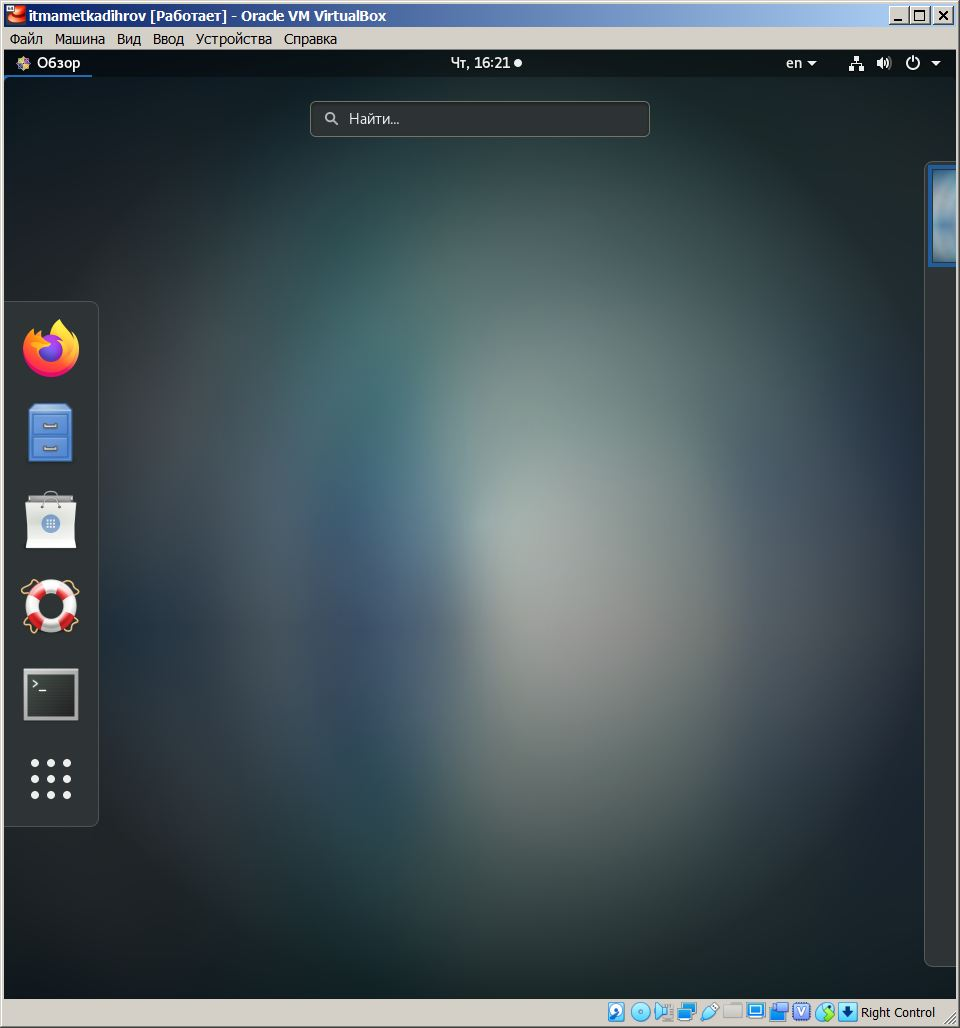 itmametkadihrov [Работает] - Oracle VM VirtualBox
Файл Машина Вид Ввод Устройства Справка
Обзор Чт, 16:21 en
Найти...
>_
V
Right Control